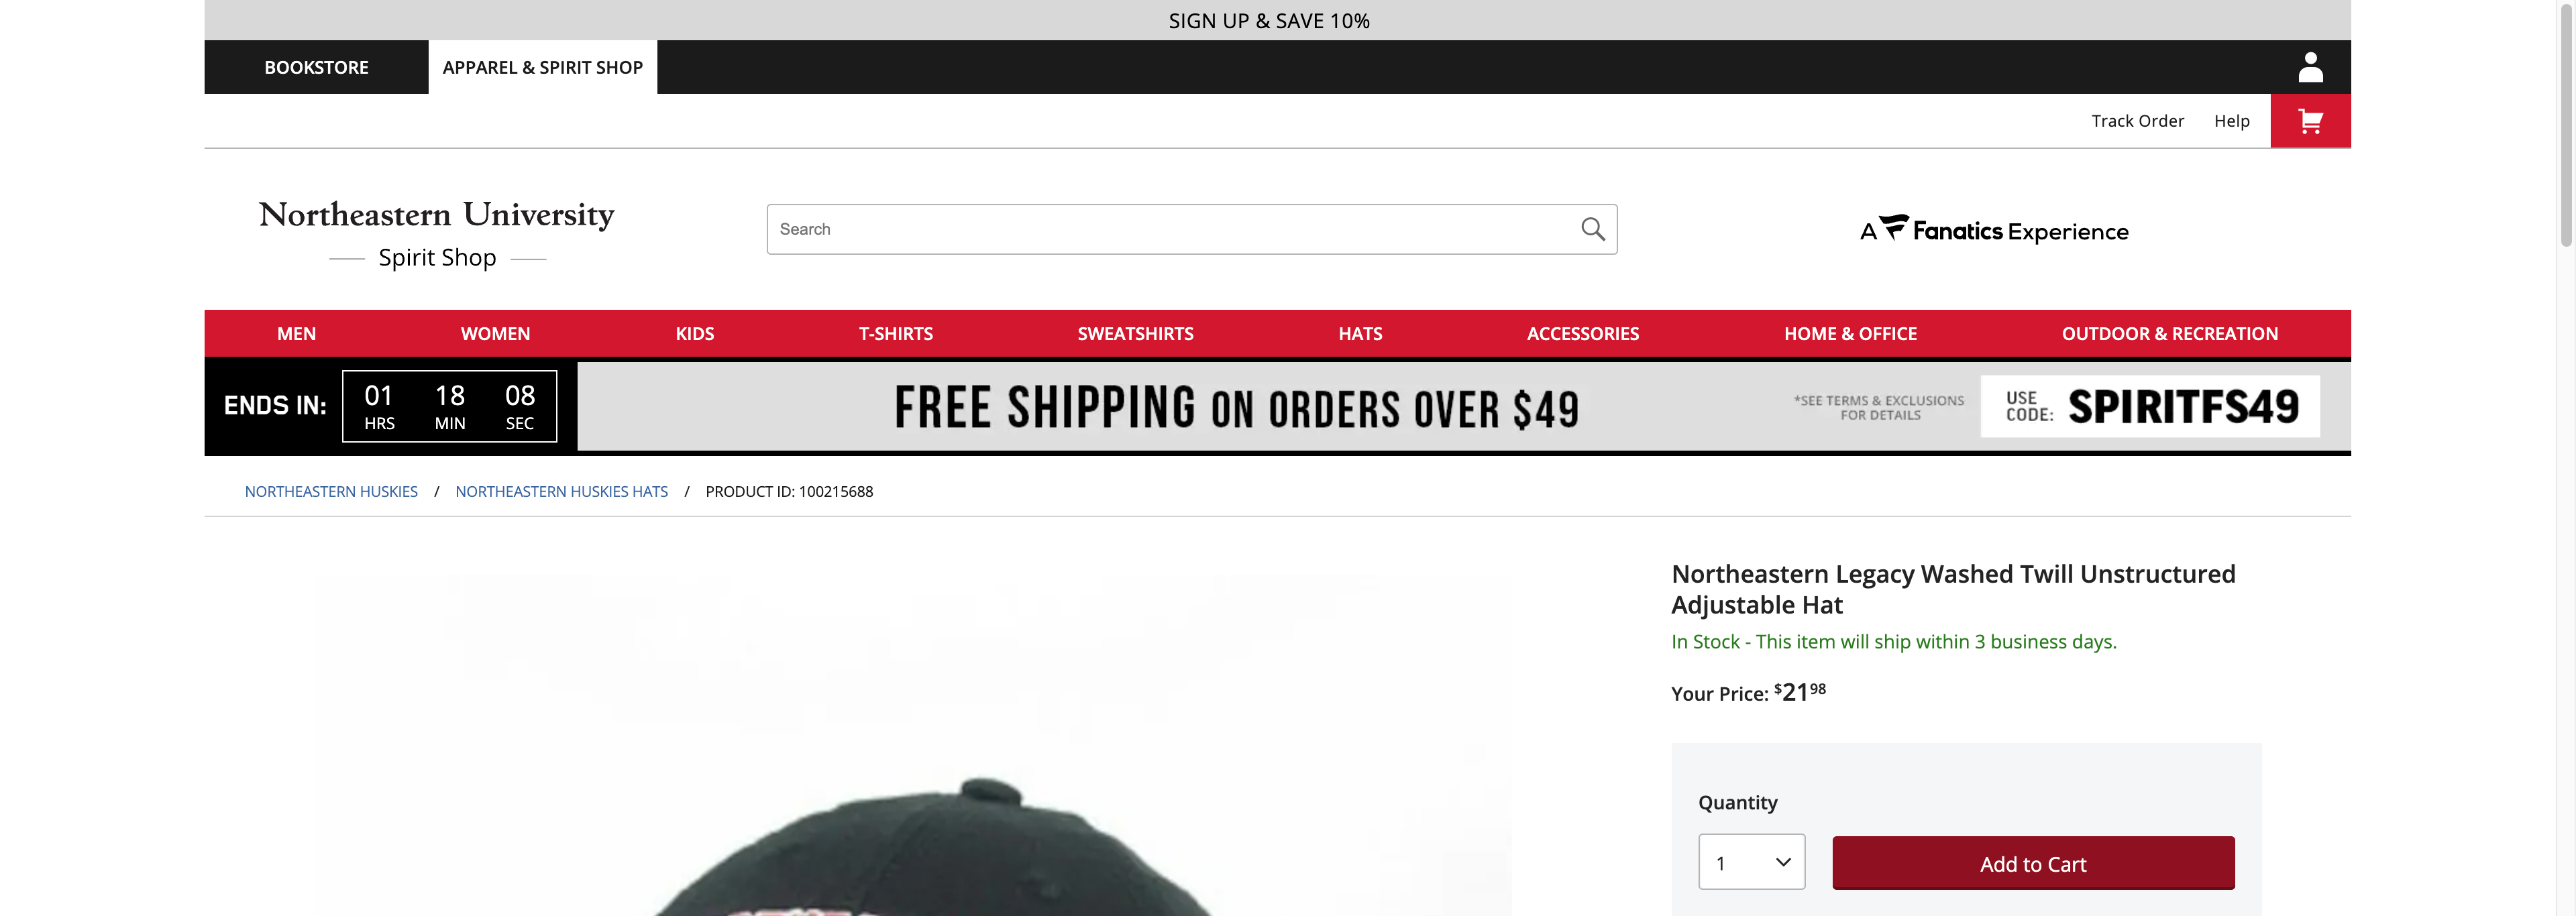 SIGN UP & SAVE 10%
BOOKSTORE
APPAREL & SPIRIT SHOP
Track Order
Help
Northeastern University
Spirit Shop
Search
A Fanatics Experience
MEN
WOMEN
KIDS
T-SHIRTS
SWEATSHIRTS
HATS
ACCESSORIES
HOME & OFFICE
OUTDOOR & RECREATION
ENDS IN:
01 18 08
HRS MIN SEC
FREE SHIPPING ON ORDERS OVER $49
*SEE TERMS & EXCLUSIONS
FOR DETAILS
USE
CODE:
SPIRITFS49
NORTHEASTERN HUSKIES / NORTHEASTERN HUSKIES HATS / PRODUCT ID: 100215688
Northeastern Legacy Washed Twill Unstructured
Adjustable Hat
In Stock - This item will ship within 3 business days.
Your Price: $21 98
Quantity
1
Add to Cart